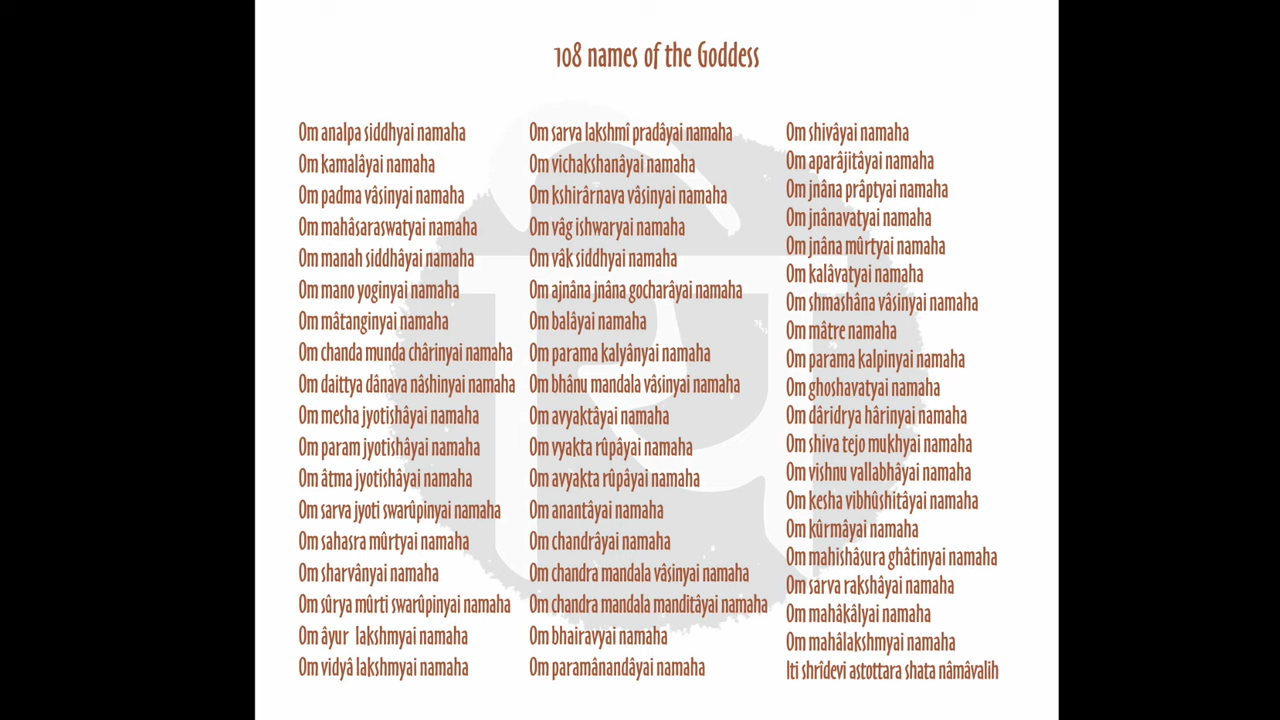 108 names of the Goddess
Om analpa siddhyai namaha
Om kamalâyai namaha
Om padma vâsinyai namaha
Om mahâsaraswatyai namaha
Om manah siddhâyai namaha
Om mano yoginyai namaha
Om mâtanginyai namaha
Om chanda munda chârinyai namaha
Om daittya dânava nâshinyai namaha
Om mesha jyotishâyai namaha
Om param jyotishâyai namaha
Om âtma jyotishâyai namaha
Om sarva jyoti swarûpinyai namaha
Om sahasra mûrtyai namaha
Om sharvânyai namaha
Om sûrya mûrti swarûpinyai namaha
Om âyur lakshmyai namaha
Om vidyâ lakshmyai namaha
Om sarva lakshmî pradâyai namaha
Om vichakshanâyai namaha
Om kshirârnava vâsinyai namaha
Om vâg ishwaryai namaha
Om vâk siddhyai namaha
Om ajnâna jnâna gocharâyai namaha
Om balâyai namaha
Om parama kalyânyai namaha
Om bhânu mandala vâsinyai namaha
Om avyaktâyai namaha
Om vyakta rûpâyai namaha
Om avyakta rûpâyai namaha
Om anantâyai namaha
Om chandrâyai namaha
Om chandra mandala vâsinyai namaha
Om chandra mandala manditâyai namaha
Om bhairavyai namaha
Om paramânandâyai namaha
Om shivâyai namaha
Om aparâjitâyai namaha
Om jnâna prâptyai namaha
Om jnânavatyai namaha
Om jnâna mûrtyai namaha
Om kalâvatyai namaha
Om shmashâna vâsinyai namaha
Om mâtre namaha
Om parama kalpinyai namaha
Om ghoshavatyai namaha
Om dâridrya hârinyai namaha
Om shiva tejo mukhyai namaha
Om vishnu vallabhâyai namaha
Om kesha vibhûshitâyai namaha
Om kûrmâyai namaha
Om mahishâsura ghâtinyai namaha
Om sarva rakshâyai namaha
Om mahâkâlyai namaha
Om mahâlakshmyai namaha
Iti shrîdevi astottara shata nâmâvalih